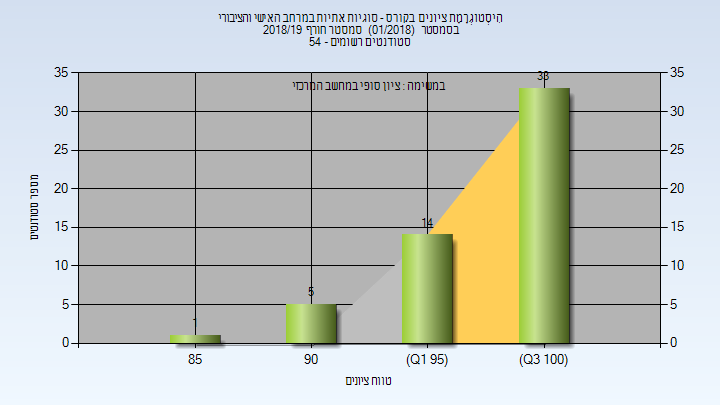 הִיסְטוֹגְרָמַת ציונים בקורס - סוגיות אתיות במרחב האישי והציבורי
בסמסטר (01/2018) סמסטר חורף 2018/19
סטודנטים רשומים - 54
במשימה : ציון סופי במחשב המרכזי
35
30
25
20
15
10
5
0
35
30
25
20
15
10
5
0
מספר סטודנטים
1
5
14
33
85
90
(Q1 95)
(Q3 100)
טווח ציונים